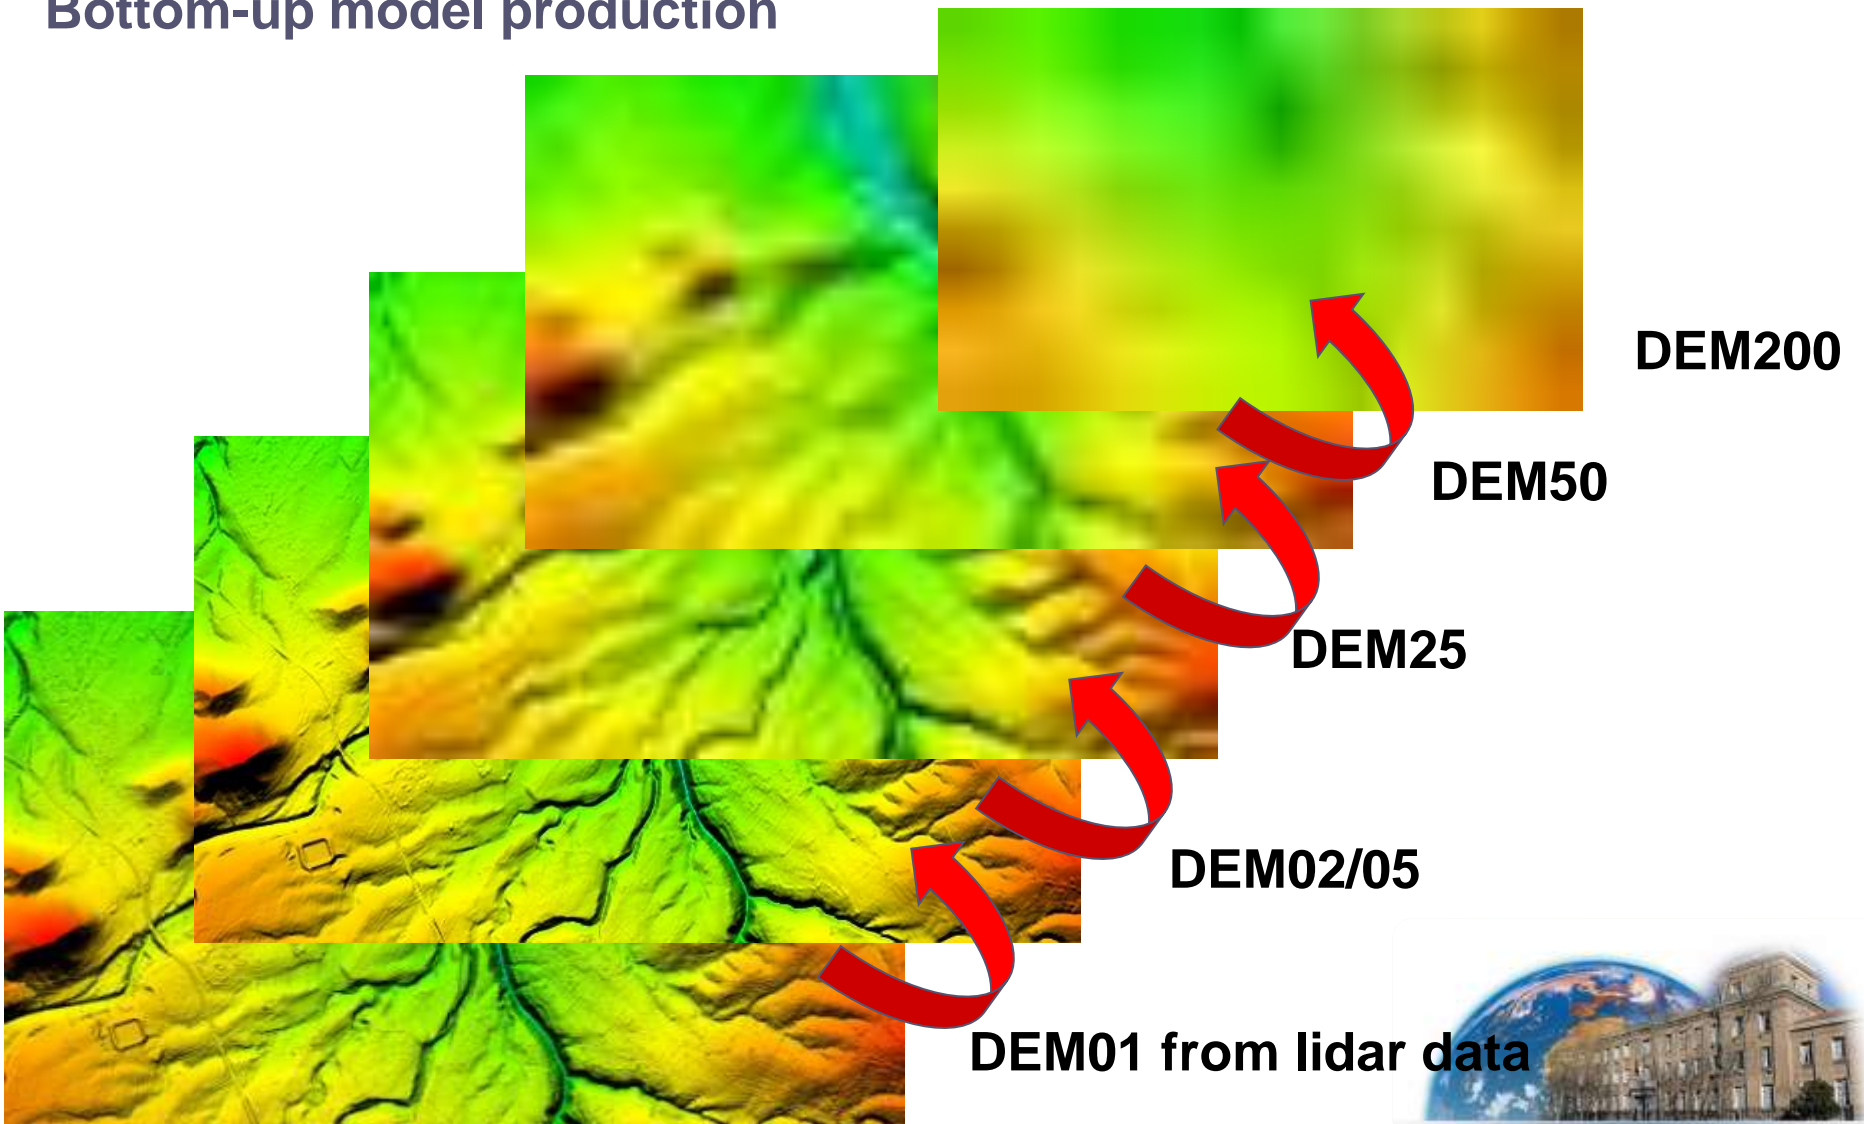 Bottom-up model production
DEM200
DEM50
DEM25
DEM02/05
DEM01 from lidar data